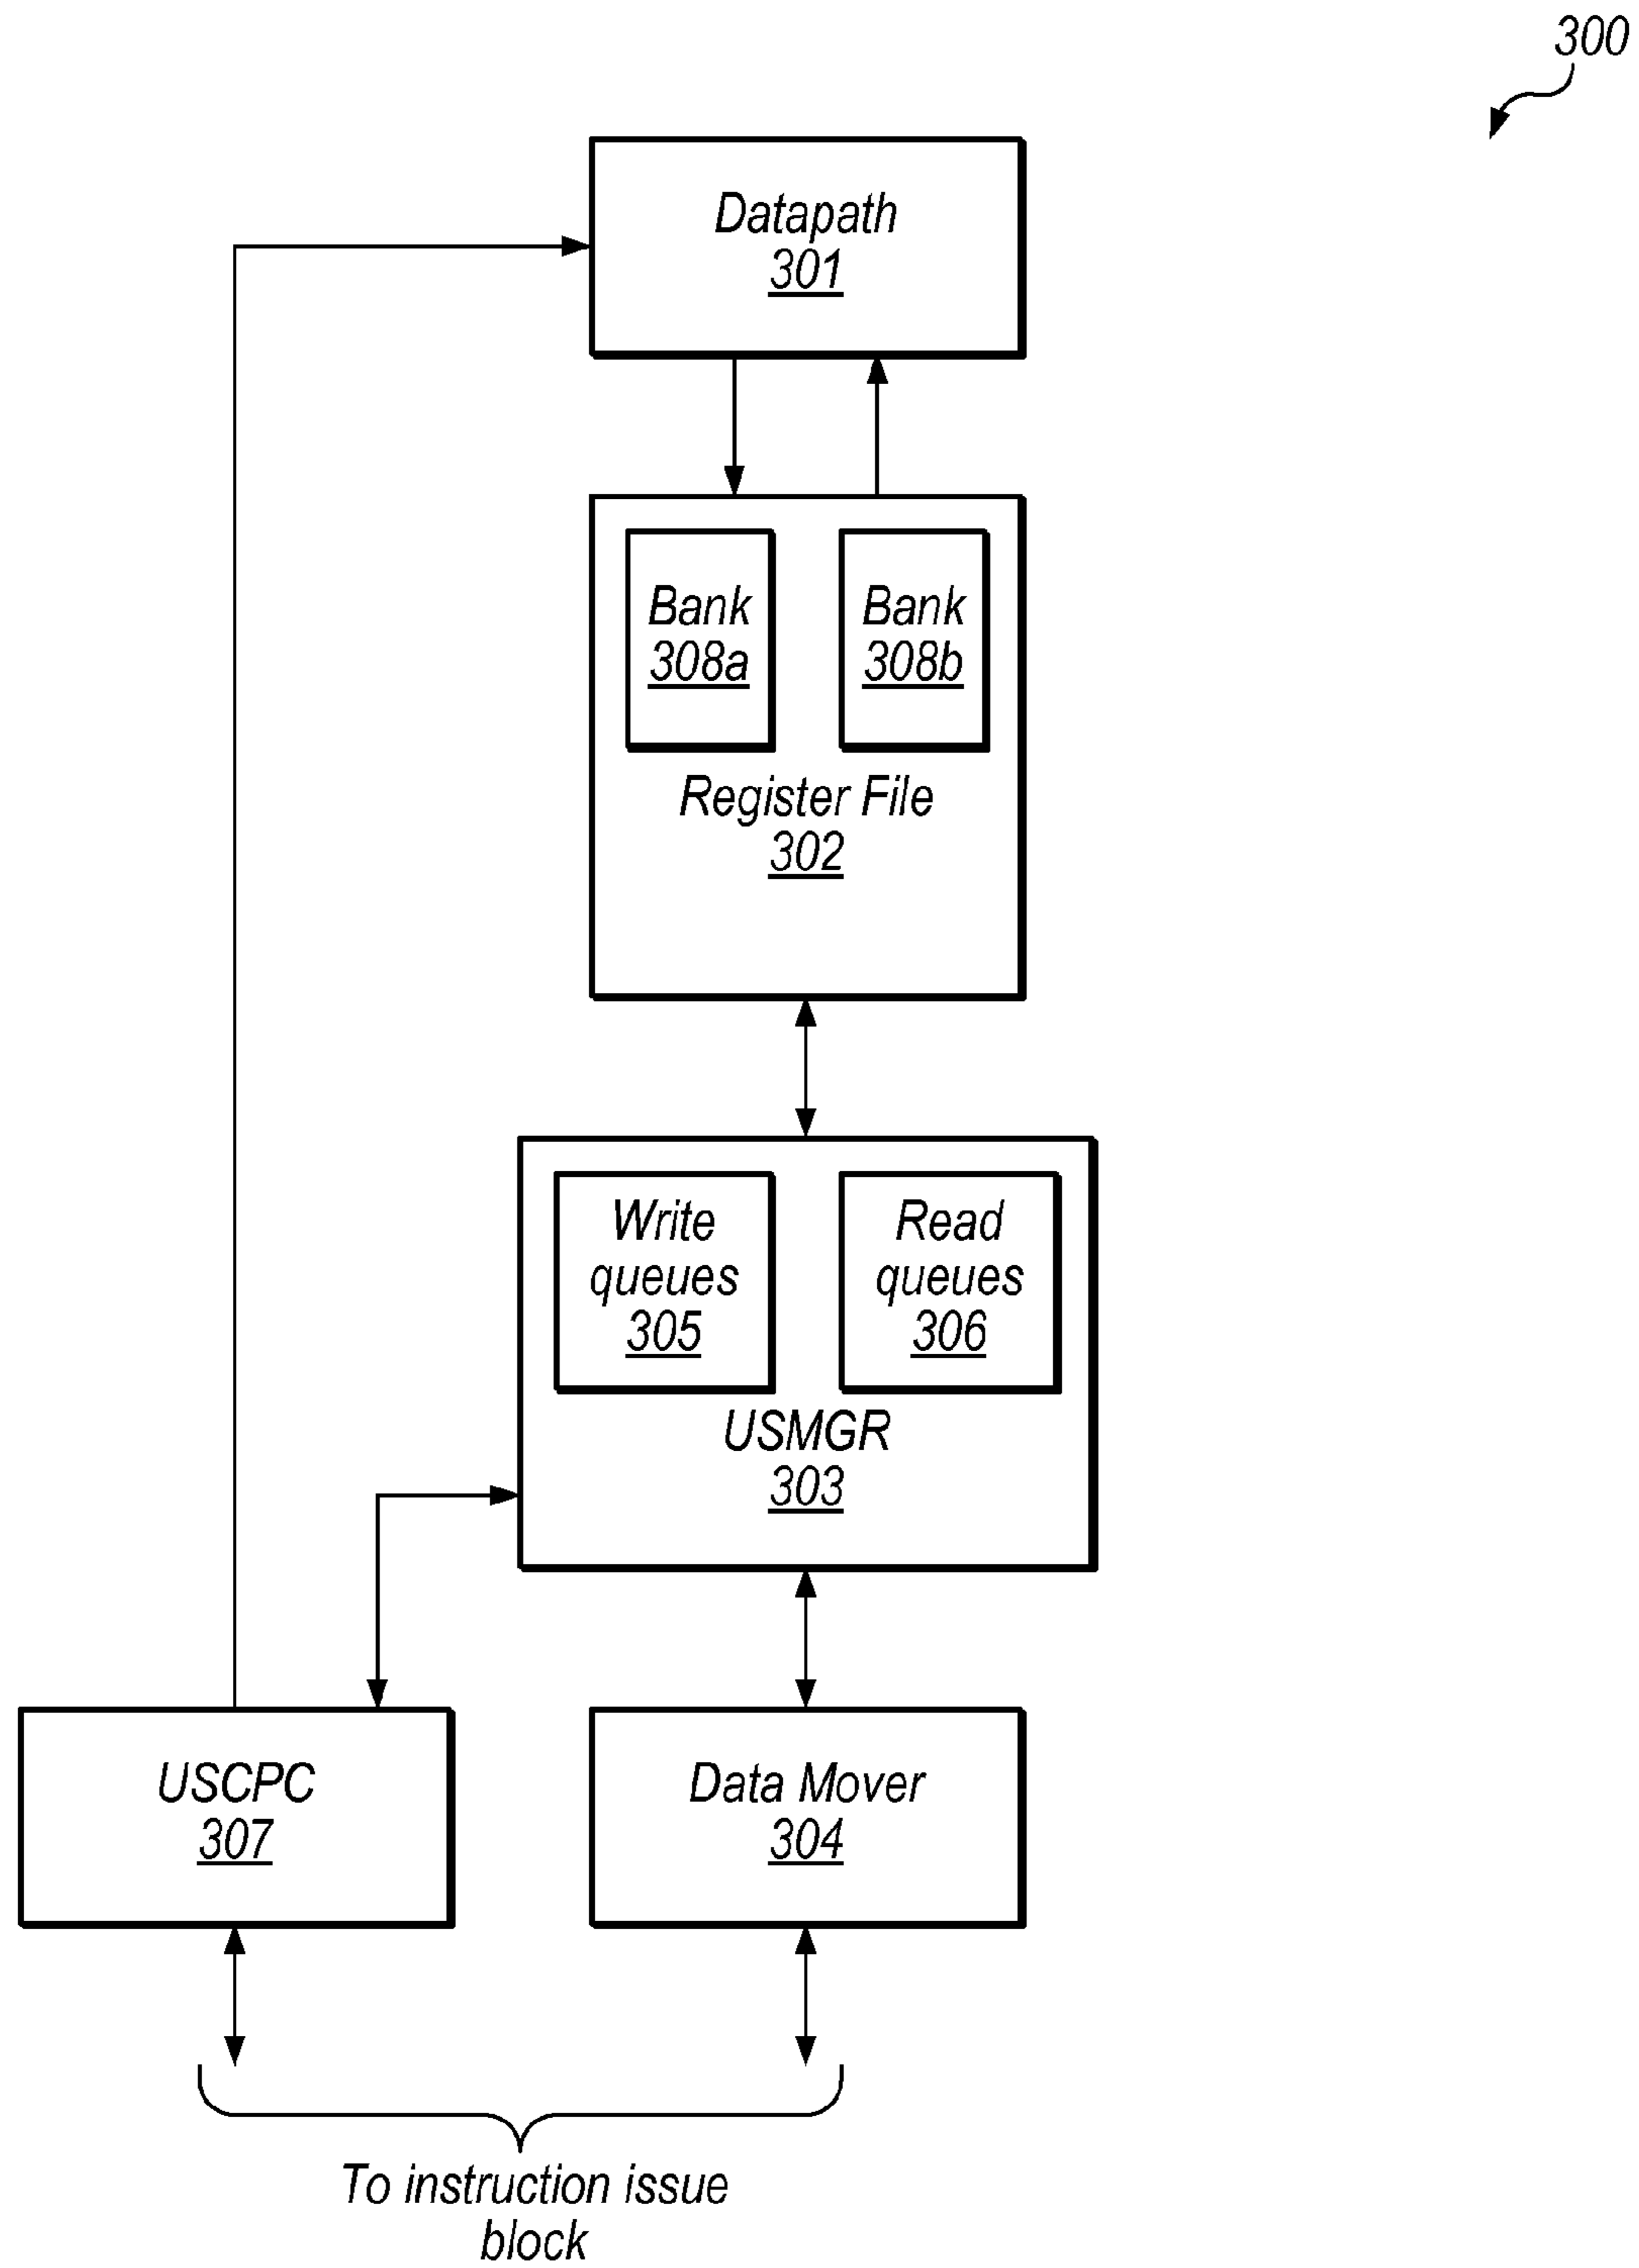 300
Datapath
301
Bank
308a
Bank
308b
Register File
302
Write
queues
305
Read
queues
306
USMGR
303
USCPC
307
Data Mover
304
To instruction issue
block